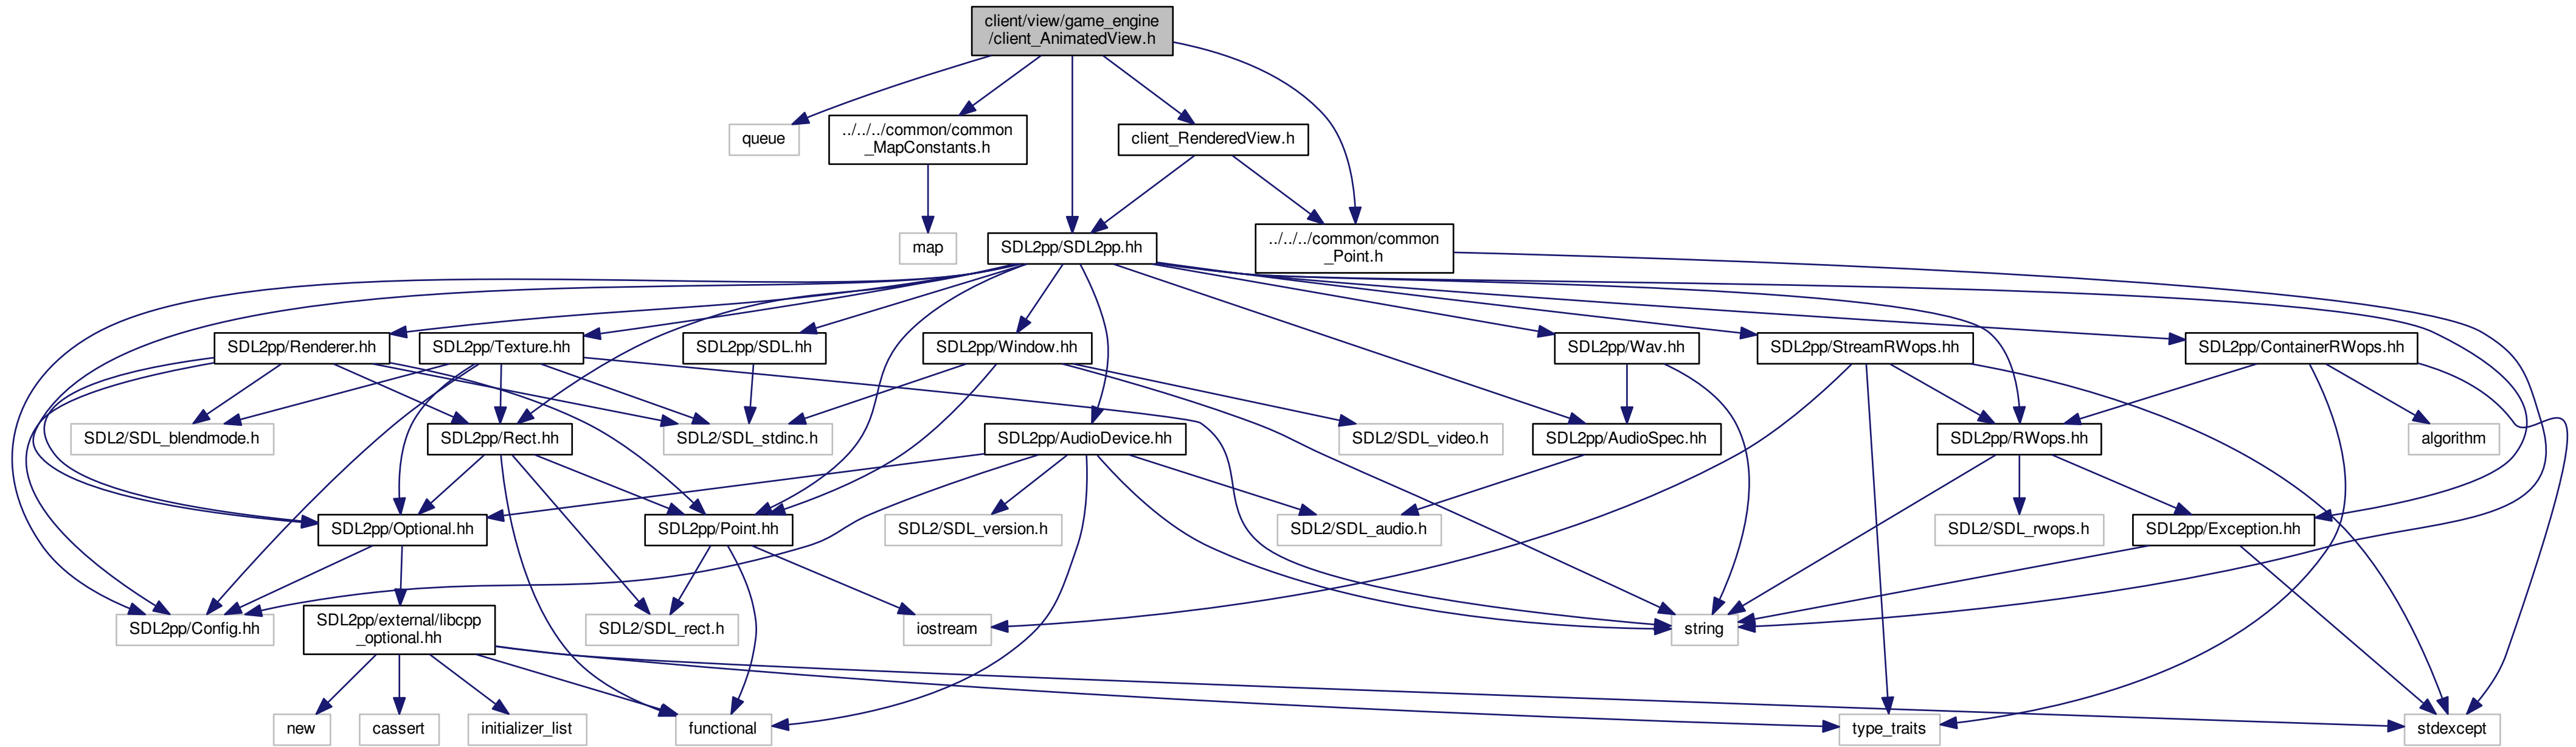 client/view/game_engine
/client_AnimatedView.h
queue
../../../common/common
_MapConstants.h
client_RenderedView.h
map
SDL2pp/SDL2pp.hh
../../../common/common
_Point.h
SDL2pp/Renderer.hh
SDL2pp/Texture.hh
SDL2pp/SDL.hh
SDL2pp/Window.hh
SDL2pp/Wav.hh
SDL2pp/StreamRWops.hh
SDL2pp/ContainerRWops.hh
SDL2/SDL_blendmode.h
SDL2pp/Rect.hh
SDL2/SDL_stdinc.h
SDL2pp/AudioDevice.hh
SDL2/SDL_video.h
SDL2pp/AudioSpec.hh
SDL2pp/RWops.hh
algorithm
SDL2pp/Optional.hh
SDL2pp/Point.hh
SDL2/SDL_version.h
SDL2/SDL_audio.h
SDL2/SDL_rwops.h
SDL2pp/Exception.hh
SDL2pp/Config.hh
SDL2pp/external/libcpp
_optional.hh
SDL2/SDL_rect.h
iostream
string
new
cassert
initializer_list
functional
type_traits
stdexcept